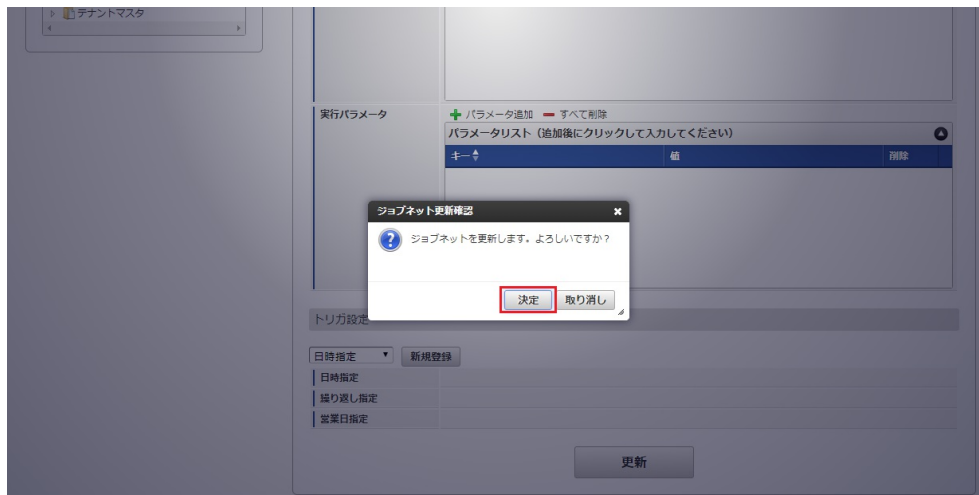 テナントマスタ
実行パラメータ
パラメータ追加 すべて削除
パラメータリスト（追加後にクリックして入力してください）
キー 値 削除
ジョブネット更新確認
ジョブネットを更新します。よろしいですか？
決定 取り消し
トリガ設定
日時指定 新規登録
日時指定
繰り返し指定
営業日指定
更新